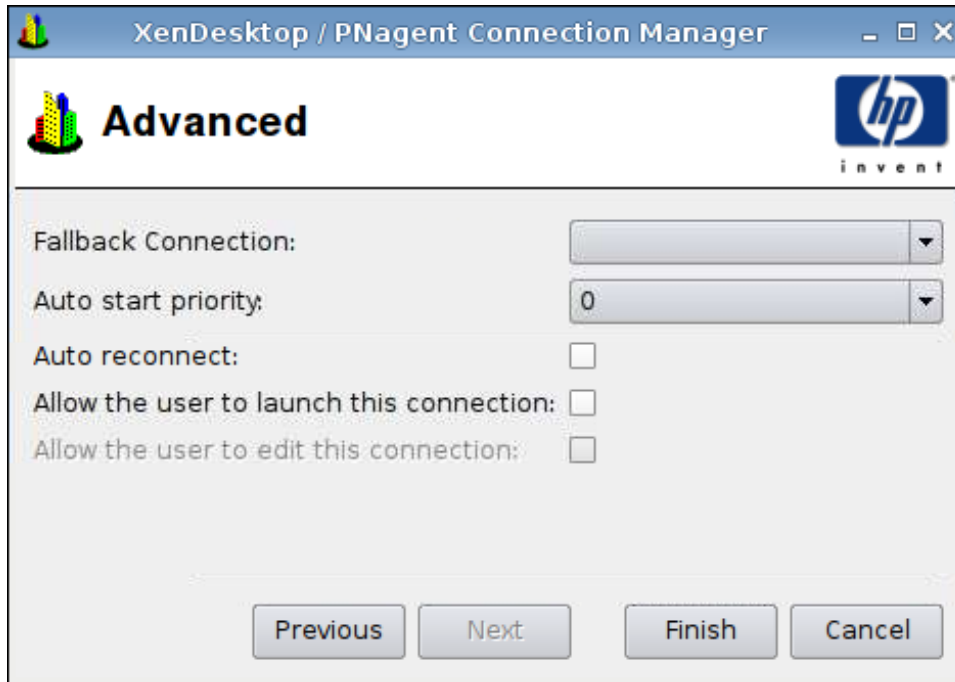 XenDesktop / PNagent Connection Manager
Advanced
hp
invent
Fallback Connection:
Auto start priority: 0
Auto reconnect:
Allow the user to launch this connection:
Allow the user to edit this connection:
Previous Next Finish Cancel